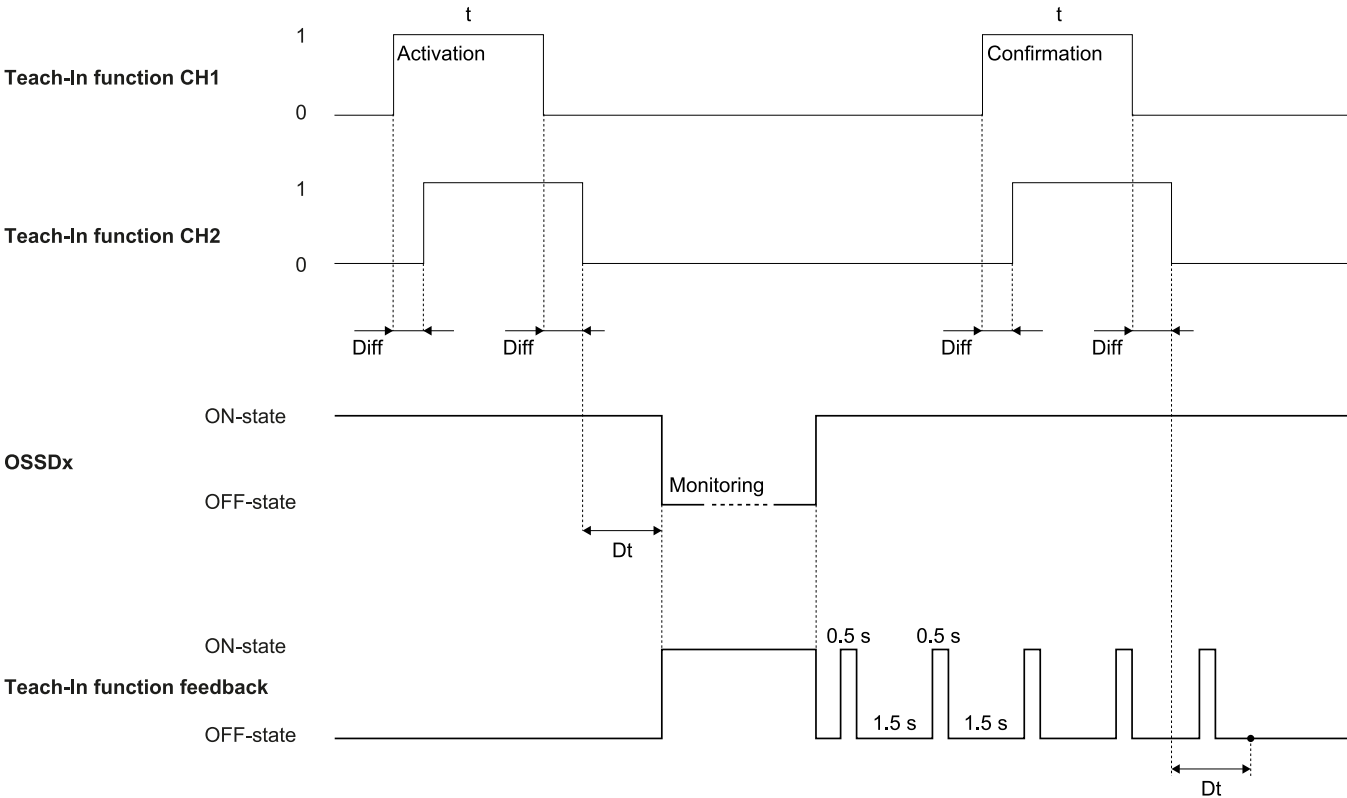 t
t
1
Activation
Confirmation
Teach-In function CH1
0
1
Teach-In function CH2
0
Diff
Diff
Diff
Diff
ON-state
OSSDx
Monitoring
OFF-state
Dt
ON-state
0.5 s
0.5 s
Teach-In function feedback
1.5 s
1.5 s
OFF-state
Dt